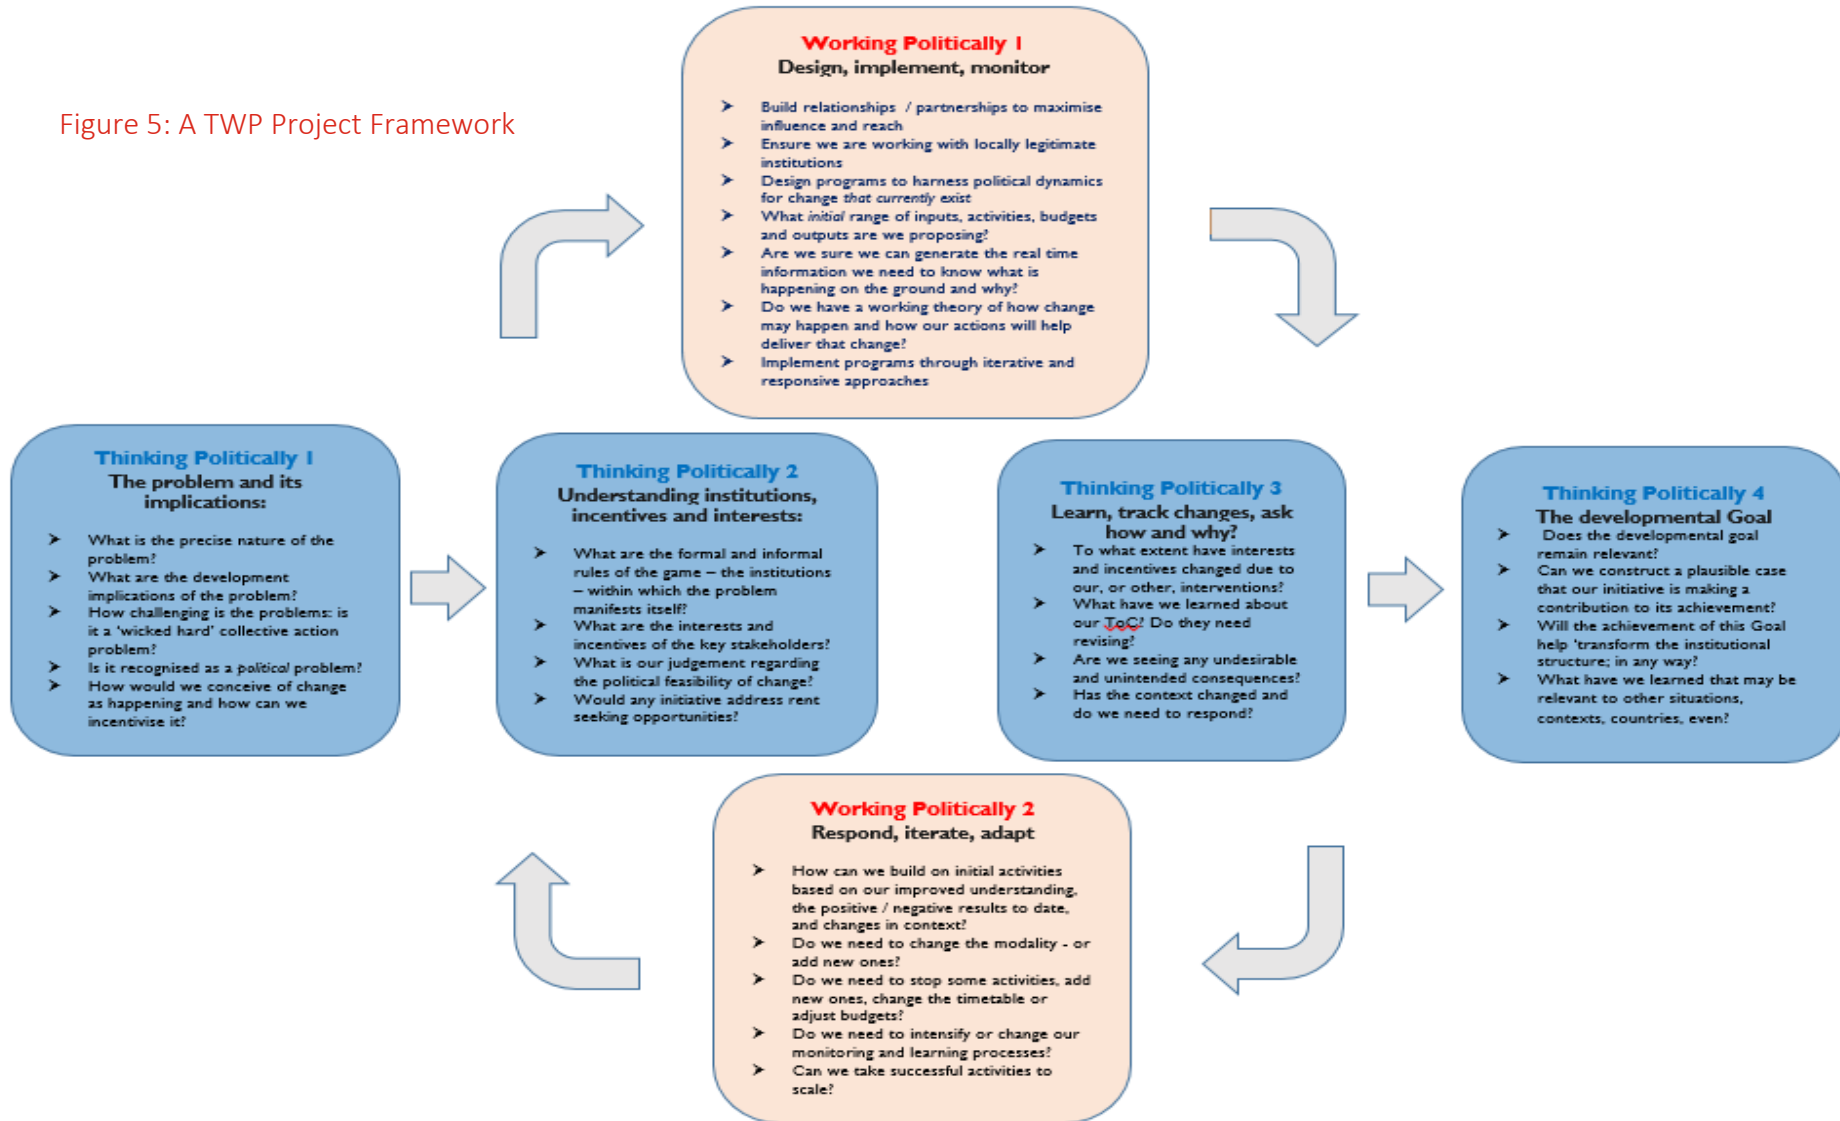 Figure 5: A TWP Project Framework
Working Politically 1
Design, implement, monitor
➤ Build relationships / partnerships to maximise
influence and reach
➤ Ensure we are working with locally legitimate
institutions
➤ Design programs to harness political dynamics
for change that currently exist
➤ What initial range of inputs, activities, budgets
and outputs are we proposing?
➤ Are we sure we can generate the real time
information we need to know what is
happening on the ground and why?
➤ Do we have a working theory of how change
may happen and how our actions will help
deliver that change?
➤ Implement programs through iterative and
responsive approaches
Thinking Politically 1
The problem and its
implications:
➤ What is the precise nature of the
problem?
➤ What are the development
implications of the problem?
➤ How challenging is the problems: is
it a ‘wicked hard’ collective action
problem?
➤ Is it recognised as a political problem?
➤ How would we conceive of change
as happening and how can we
incentivise it?
Thinking Politically 2
Understanding institutions,
incentives and interests:
➤ What are the formal and informal
rules of the game – the institutions
– within which the problem
manifests itself?
➤ What are the interests and
incentives of the key stakeholders?
➤ What is our judgement regarding
the political feasibility of change?
➤ Would any initiative address rent
seeking opportunities?
Thinking Politically 3
Learn, track changes, ask
how and why?
➤ To what extent have interests
and incentives changed due to
our, or other, interventions?
➤ What have we learned about
our ToC? Do they need
revising?
➤ Are we seeing any undesirable
and unintended consequences?
➤ Has the context changed and
do we need to respond?
Thinking Politically 4
The developmental Goal
➤ Does the developmental goal
remain relevant?
➤ Can we construct a plausible case
that our initiative is making a
contribution to its achievement?
➤ Will the achievement of this Goal
help ‘transform the institutional
structure; in any way?
➤ What have we learned that may be
relevant to other situations,
contexts, countries, even?
Working Politically 2
Respond, iterate, adapt
➤ How can we build on initial activities
based on our improved understanding,
the positive / negative results to date,
and changes in context?
➤ Do we need to change the modality - or
add new ones?
➤ Do we need to stop some activities, add
new ones, change the timetable or
adjust budgets?
➤ Do we need to intensify or change our
monitoring and learning processes?
➤ Can we take successful activities to
scale?